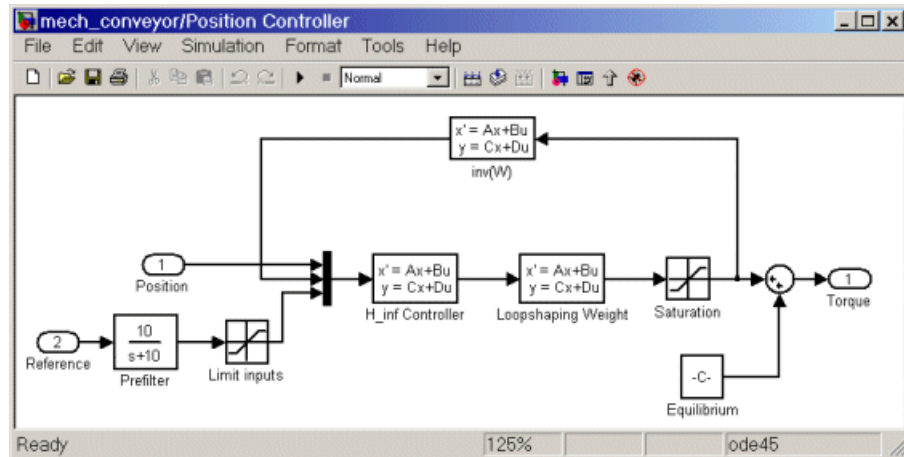 mech_conveyor/Position Controller
File Edit View Simulation Format Tools Help
Normal
x' = Ax+Bu
y = Cx+Du
inv(W)
1
Position
x' = Ax+Bu
y = Cx+Du
H_inf Controller
x' = Ax+Bu
y = Cx+Du
Loopshaping Weight
Saturation
1
Torque
2
Reference
10
s+10
Prefilter
Limit inputs
-C-
Equilibrium
Ready 125% ode45